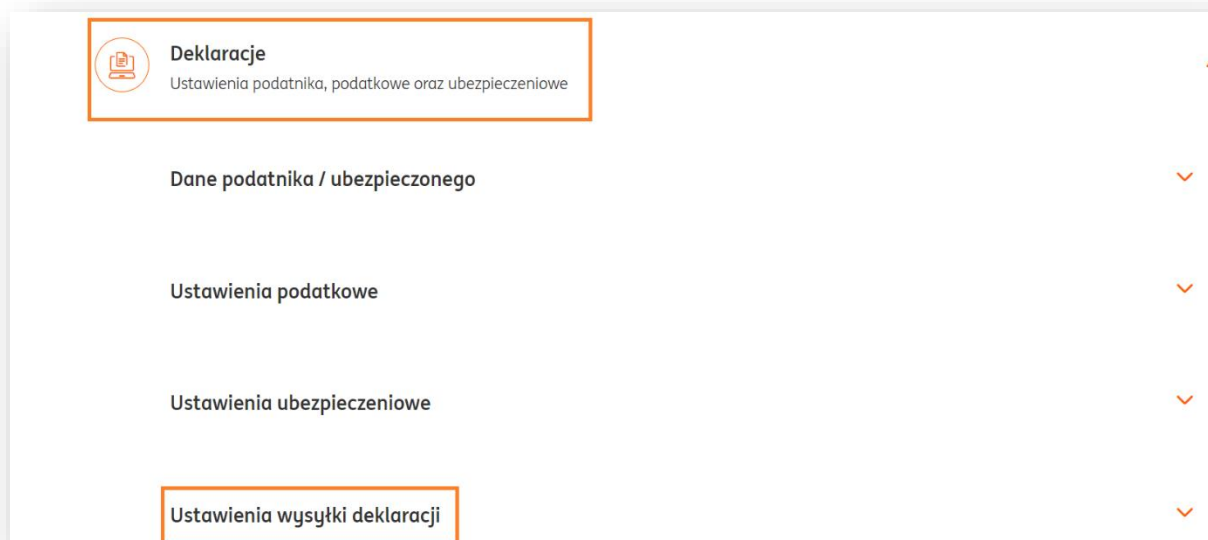 Deklaracje
Ustawienia podatnika, podatkowe oraz ubezpieczeniowe
Dane podatnika / ubezpieczonego
Ustawienia podatkowe
Ustawienia ubezpieczeniowe
Ustawienia wysyłki deklaracji